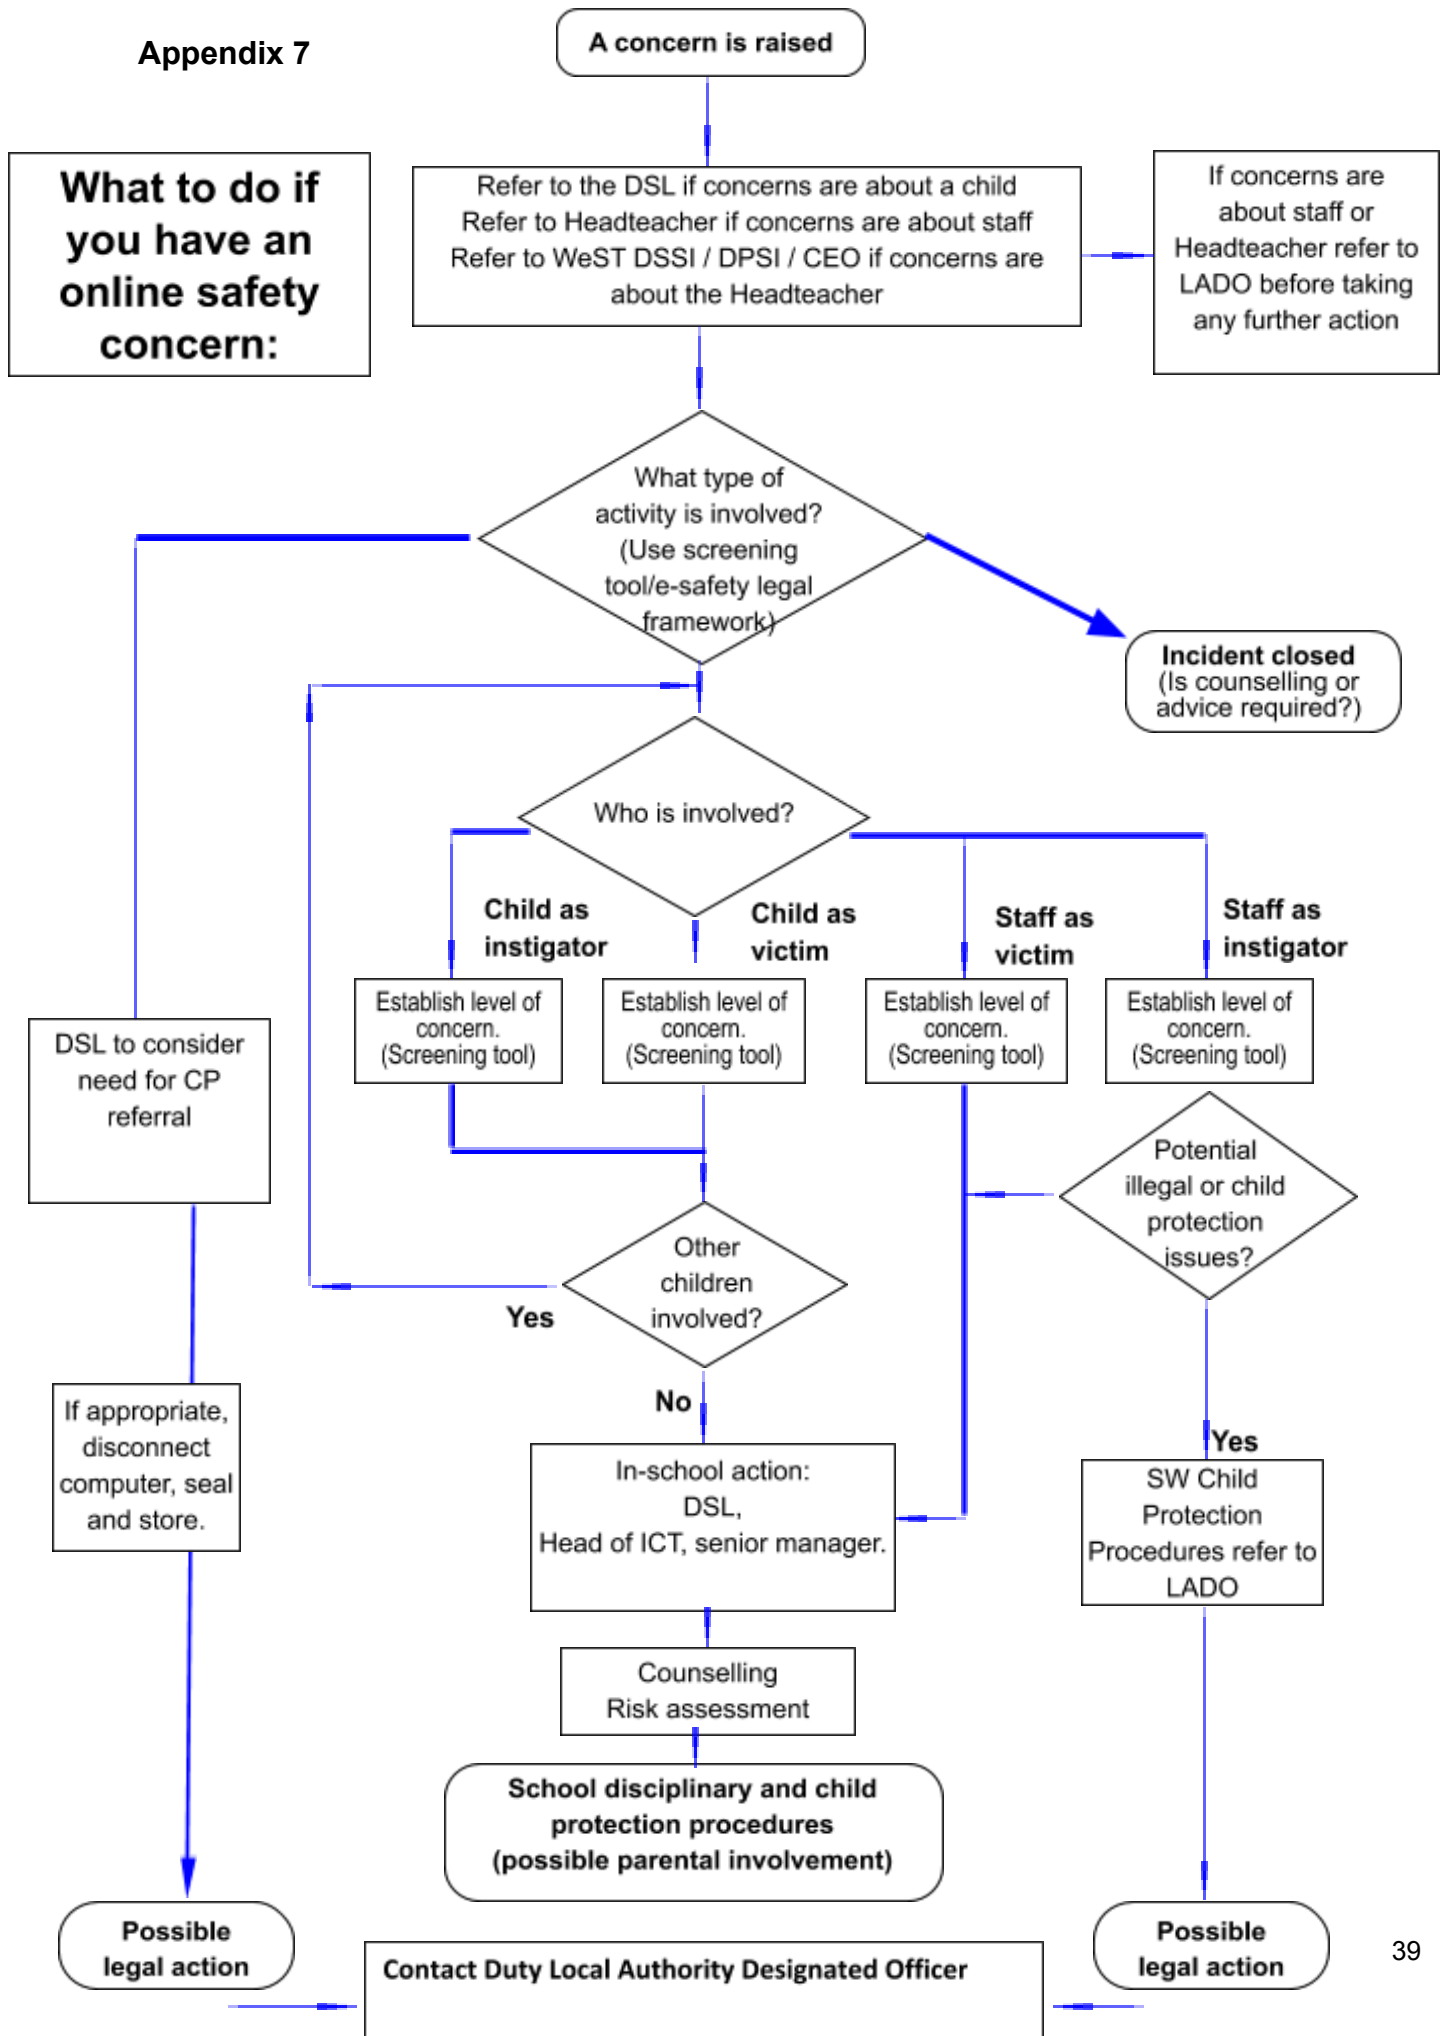 Appendix 7
A concern is raised
What to do if
you have an
online safety
concern:
Refer to the DSL if concerns are about a child
Refer to Headteacher if concerns are about staff
Refer to WeST DSSI / DPSI / CEO if concerns are
about the Headteacher
If concerns are
about staff or
Headteacher refer to
LADO before taking
any further action
What type of
activity is involved?
(Use screening
tool/e-safety legal
framework)
Incident closed
(Is counselling or
advice required?)
Who is involved?
Child as
instigator
Child as
victim
Staff as
victim
Staff as
instigator
Establish level of
concern.
(Screening tool)
Establish level of
concern.
(Screening tool)
Establish level of
concern.
(Screening tool)
Establish level of
concern.
(Screening tool)
DSL to consider
need for CP
referral
Potential
illegal or child
protection
issues?
Other
children
involved?
Yes
No
If appropriate,
disconnect
computer, seal
and store.
In-school action:
DSL,
Head of ICT, senior manager.
Yes
SW Child
Protection
Procedures refer to
LADO
Counselling
Risk assessment
School disciplinary and child
protection procedures
(possible parental involvement)
Possible
legal action
Possible
legal action
Contact Duty Local Authority Designated Officer
39